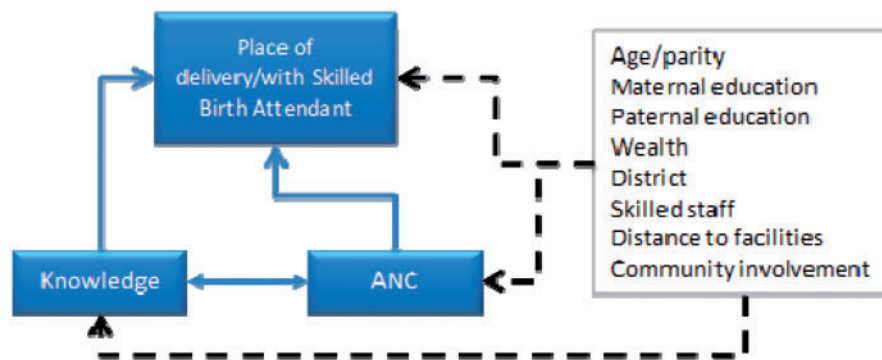 Place of
delivery/with Skilled
Birth Attendant
Knowledge
ANC
Age/parity
Maternal education
Paternal education
Wealth
District
Skilled staff
Distance to facilities
Community involvement